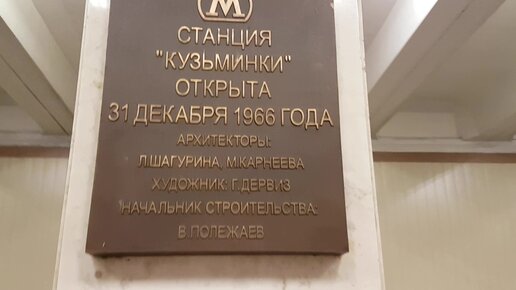 М
СТАНЦИЯ
"КУЗЬМИНКИ"
ОТКРЫТА
31 ДЕКАБРЯ 1966 ГОДА
АРХИТЕКТОРЫ:
Л.ШАГУРИНА, М.КАРНЕЕВА
ХУДОЖНИК: Г.ДЕРВИЗ
НАЧАЛЬНИК СТРОИТЕЛЬСТВА:
В.ПОЛЕЖАЕВ